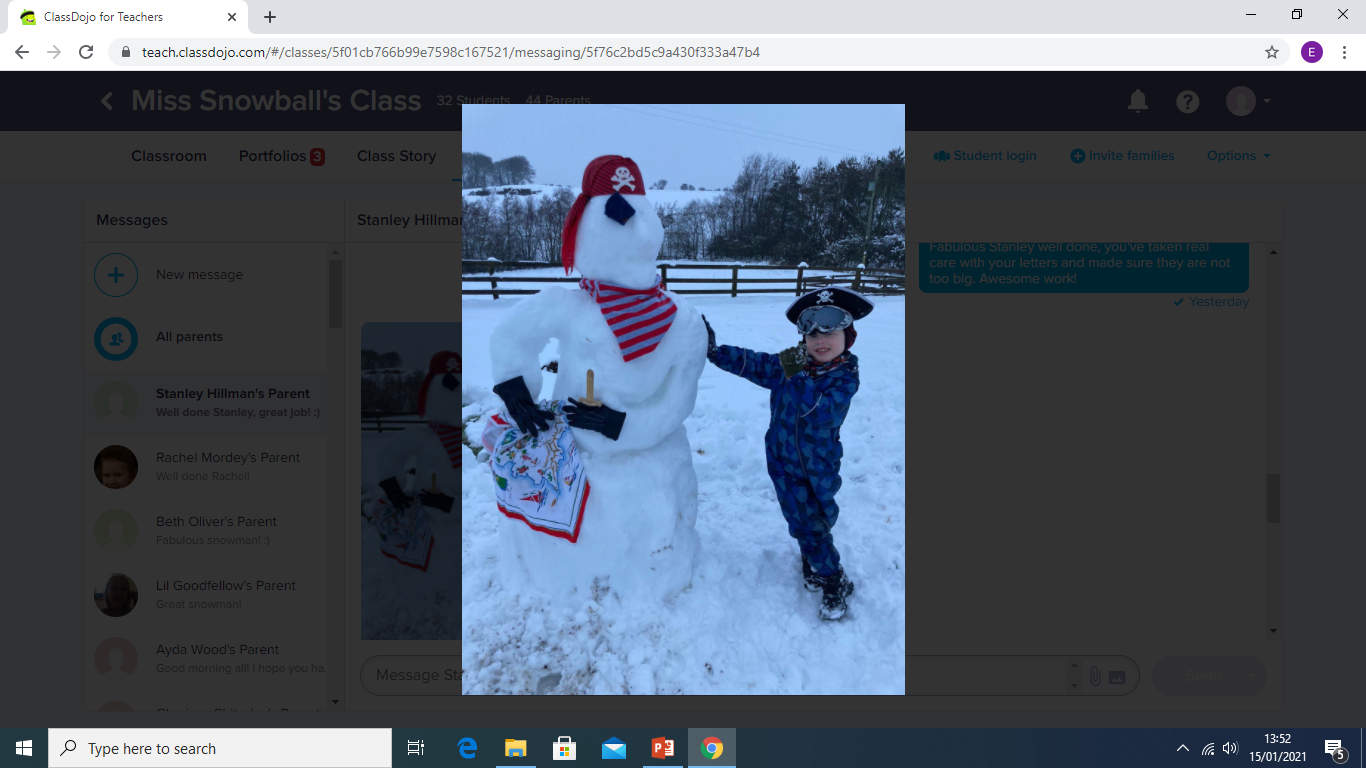 ClassDojo for Teachers
teach.classdojo.com/#/classes/5f01cb766b99e7598c167521/messaging/5f76c2bd5c9a430f333a47b4
E
Miss Snowball's Class 32 Students 44 Parents
Classroom Portfolios 3 Class Story Student login Invite families Options
Messages
Stanley Hillman
New message
All parents
Stanley Hillman's Parent
Well done Stanley, great job! :)
Rachel Mordey's Parent
Well done Rachel!
Beth Oliver's Parent
Fabulous snowman! :)
Lil Goodfellow's Parent
Great snowman!
Ayda Wood's Parent
Good morning all! I hope you ha...
Fabulous Stanley well done, you've taken real
care with your letters and made sure they are not
too big. Awesome work!
Yesterday
Message Sta
Send
Type here to search
13:52
15/01/2021
5